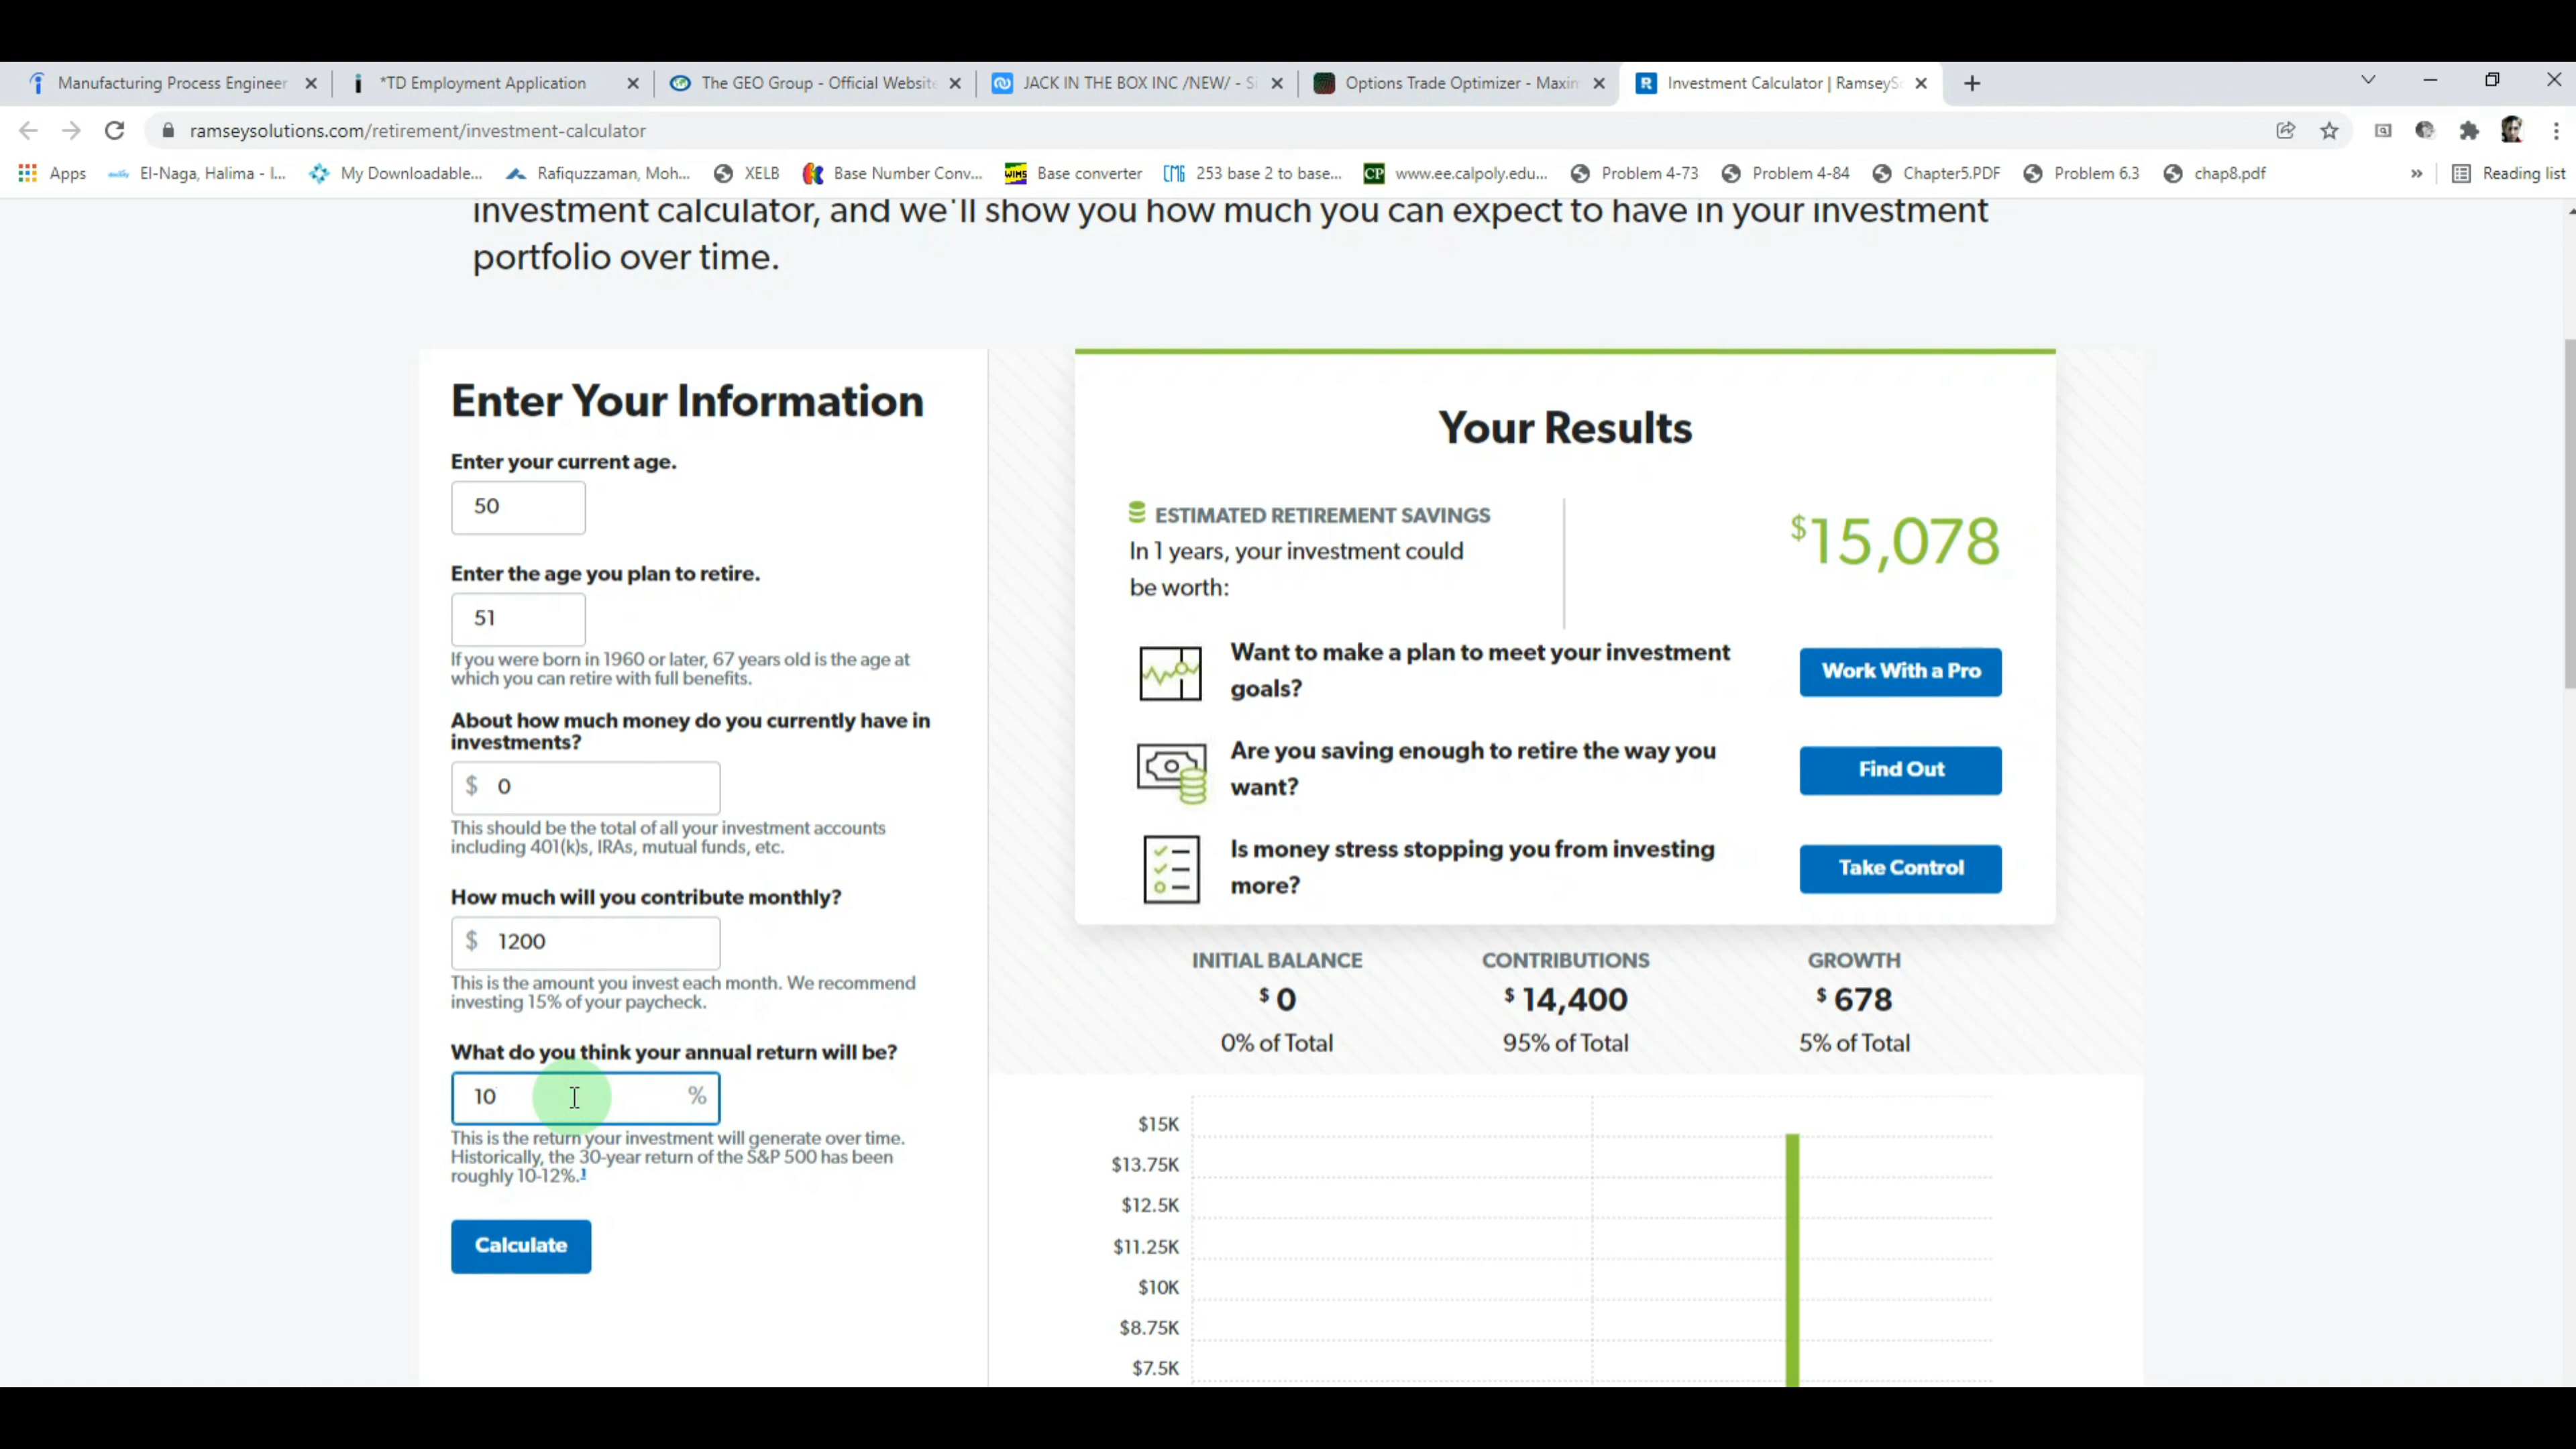 Manufacturing Process Engineer
*TD Employment Application
The GEO Group - Official Website
JACK IN THE BOX INC /NEW/ - Si
Options Trade Optimizer - Maxim
Investment Calculator | RamseySo
ramseysolutions.com/retirement/investment-calculator
Apps
El-Naga, Halima - I...
My Downloadable...
Rafiquzzaman, Moh...
XELB
Base Number Conv...
Base converter
253 base 2 to base...
www.ee.calpoly.edu...
Problem 4-73
Problem 4-84
Chapter5.PDF
Problem 6.3
chap8.pdf
»
Reading list
investment calculator, and we'll show you how much you can expect to have in your investment
portfolio over time.
Enter Your Information
Enter your current age.
50
Enter the age you plan to retire.
51
If you were born in 1960 or later, 67 years old is the age at
which you can retire with full benefits.
About how much money do you currently have in
investments?
$ 0
This should be the total of all your investment accounts
including 401(k)s, IRAs, mutual funds, etc.
How much will you contribute monthly?
$ 1200
This is the amount you invest each month. We recommend
investing 15% of your paycheck.
What do you think your annual return will be?
10 %
This is the return your investment will generate over time.
Historically, the 30-year return of the S&P 500 has been
roughly 10-12%.1
Calculate
Your Results
ESTIMATED RETIREMENT SAVINGS
In 1 years, your investment could
be worth:
$15,078
Want to make a plan to meet your investment
goals?
Work With a Pro
Are you saving enough to retire the way you
want?
Find Out
Is money stress stopping you from investing
more?
Take Control
INITIAL BALANCE
$ 0
0% of Total
CONTRIBUTIONS
$ 14,400
95% of Total
GROWTH
$ 678
5% of Total
$15K
$13.75K
$12.5K
$11.25K
$10K
$8.75K
$7.5K